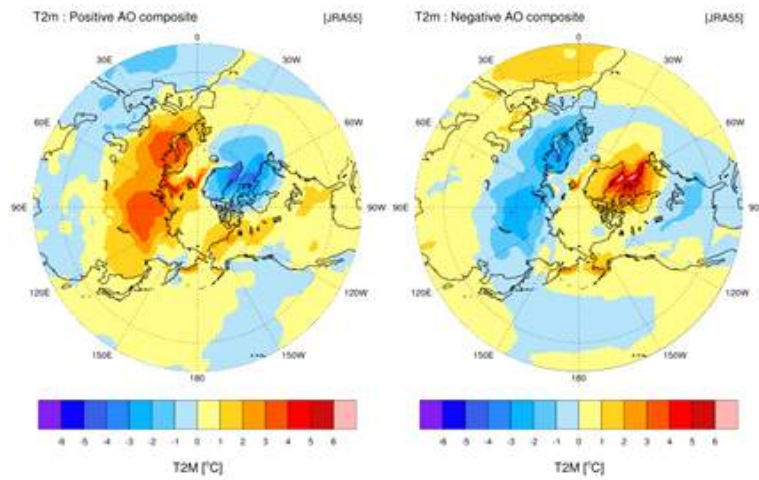 T2m : Positive AO composite [JRA55]
0
30E 30W
60E 60W
90E 90W
120E 120W
150E 150W
180
-6 -5 -4 -3 -2 -1 0 1 2 3 4 5 6
T2M [°C]
T2m : Negative AO composite [JRA55]
0
30E 30W
60E 60W
90E 90W
120E 120W
150E 150W
180
-6 -5 -4 -3 -2 -1 0 1 2 3 4 5 6
T2M [°C]